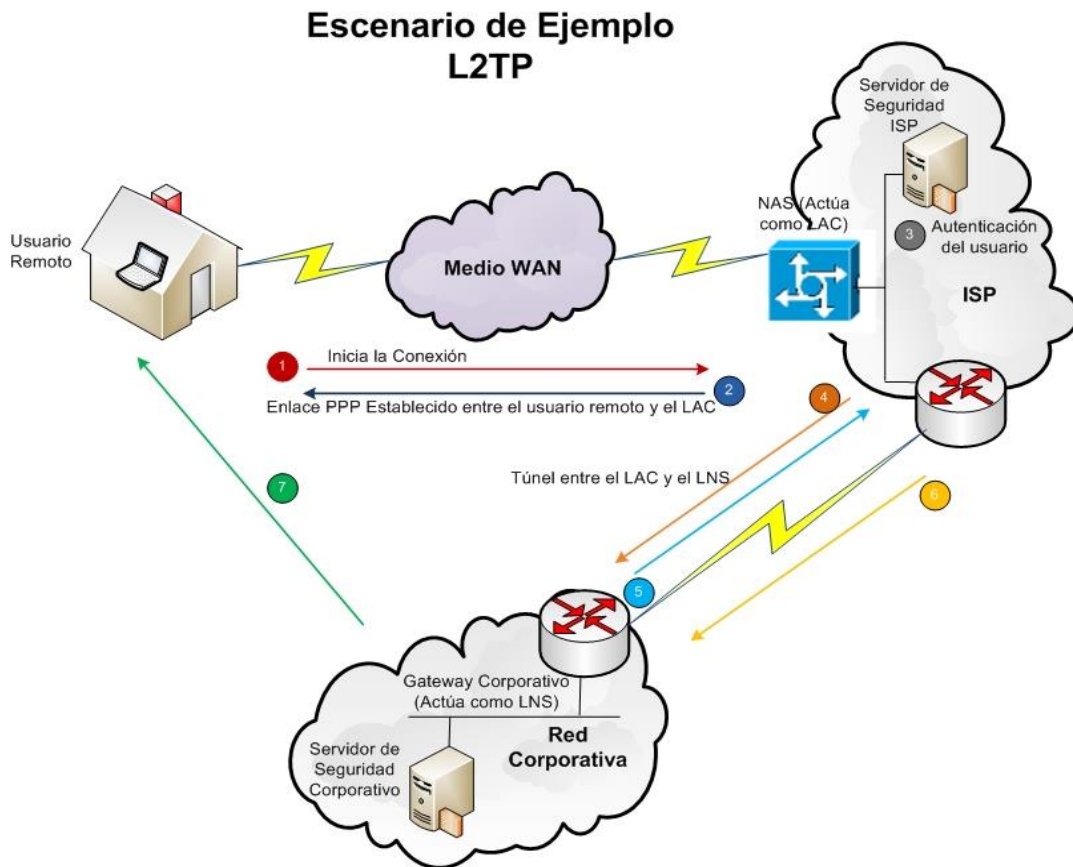 Escenario de Ejemplo
L2TP
Servidor de
Seguridad
ISP
NAS (Actúa
como LAC)
3
Autenticación
del usuario
ISP
Usuario
Remoto
Medio WAN
1
Inicia la Conexión
2
Enlace PPP Establecido entre el usuario remoto y el LAC
4
Túnel entre el LAC y el LNS
7
6
5
Gateway Corporativo
(Actúa como LNS)
Red
Corporativa
Servidor de
Seguridad
Corporativo